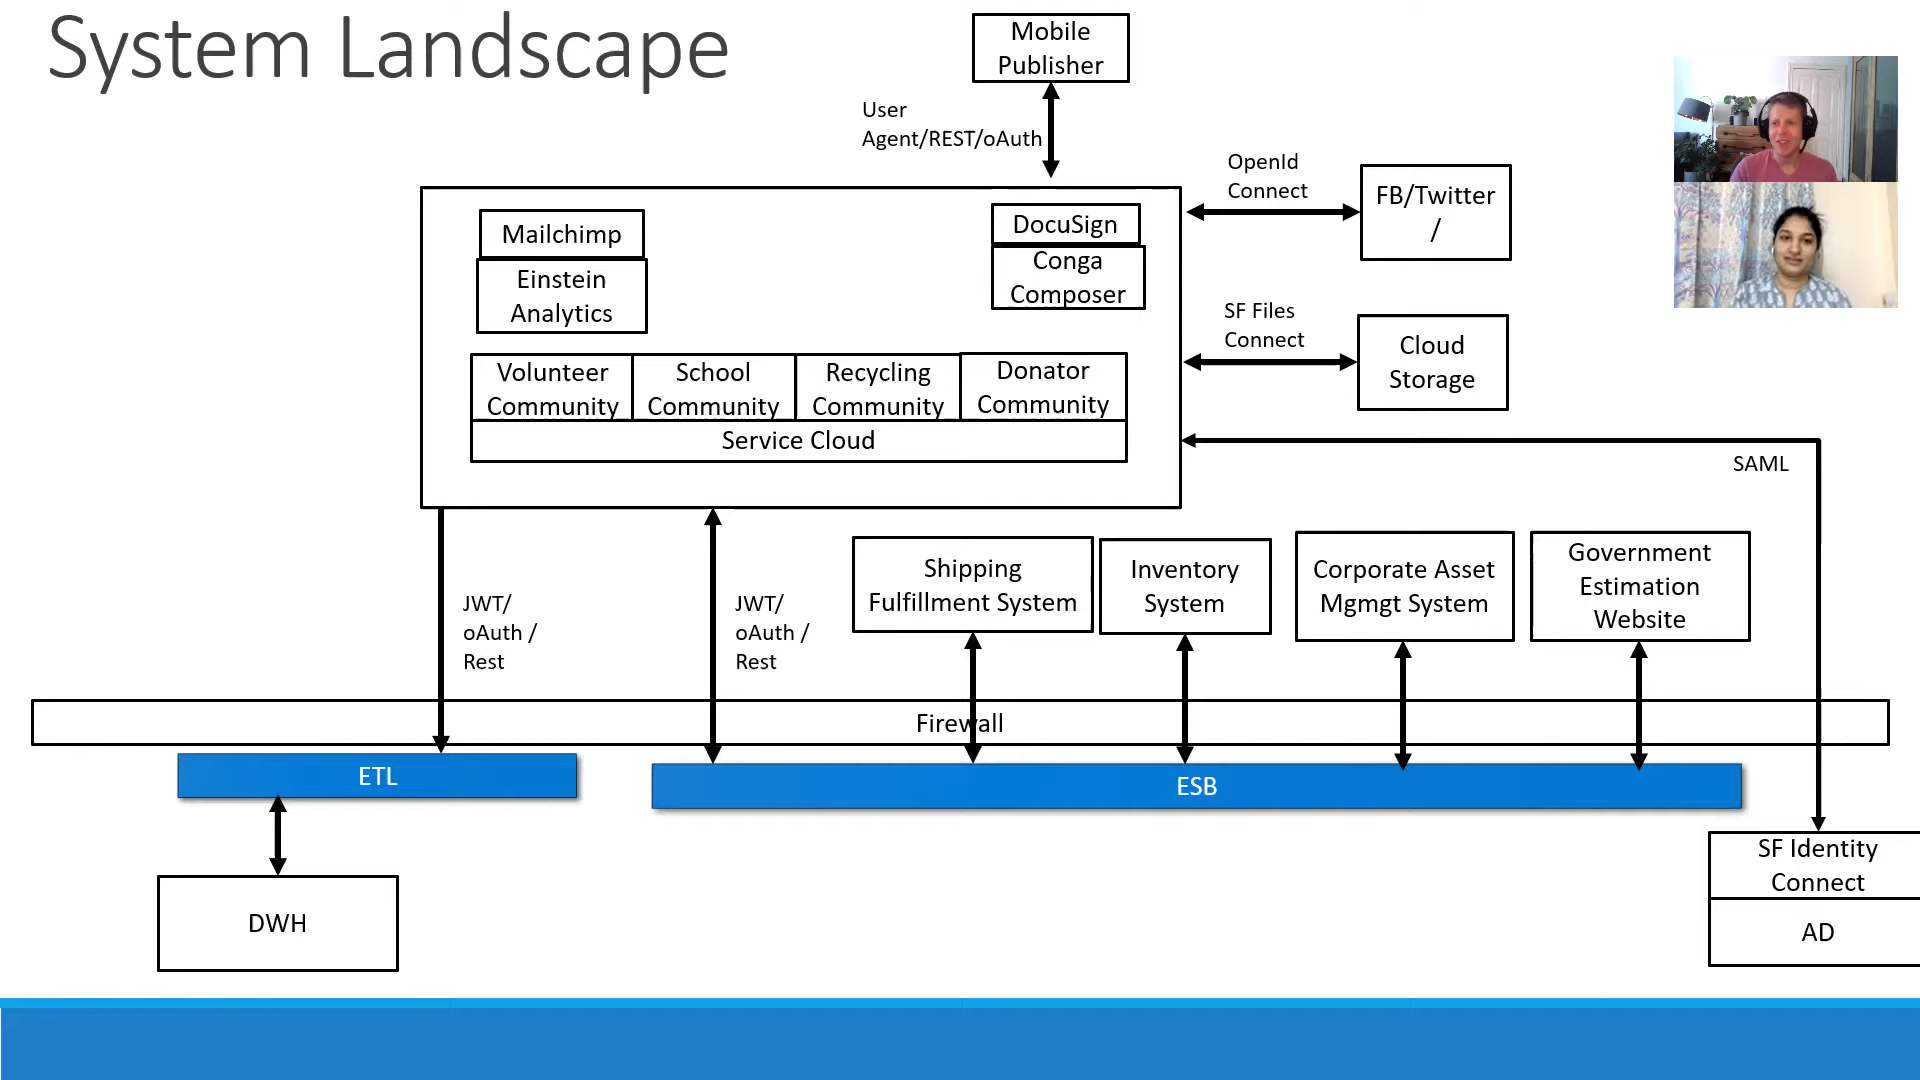 System Landscape
Mobile
Publisher
User
Agent/REST/oAuth
OpenId
Connect
FB/Twitter
/
Mailchimp
Einstein
Analytics
DocuSign
Conga
Composer
SF Files
Connect
Cloud
Storage
Volunteer
Community
School
Community
Recycling
Community
Donator
Community
Service Cloud
SAML
JWT/
oAuth /
Rest
JWT/
oAuth /
Rest
Shipping
Fulfillment System
Inventory
System
Corporate Asset
Mgmgt System
Government
Estimation
Website
Firewall
ETL
ESB
DWH
SF Identity
Connect
AD